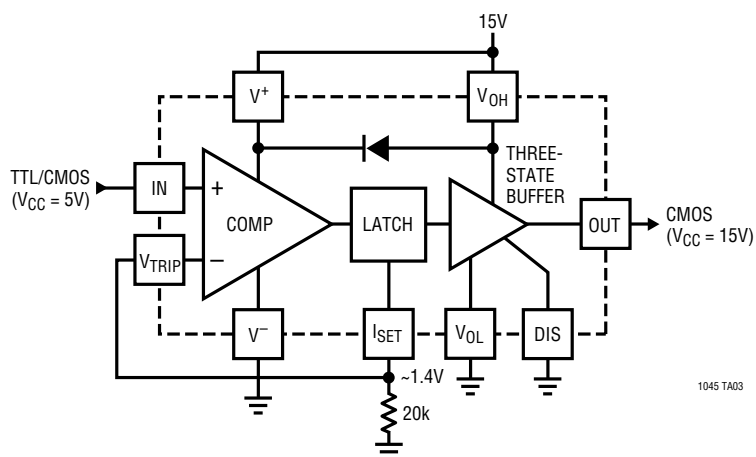 15V
V+
VOH
TTL/CMOS
(VCC = 5V)
IN
+
COMP
LATCH
THREE-
STATE
BUFFER
OUT
CMOS
(VCC = 15V)
VTRIP
–
V–
ISET
VOL
DIS
~1.4V
20k
1045 TA03